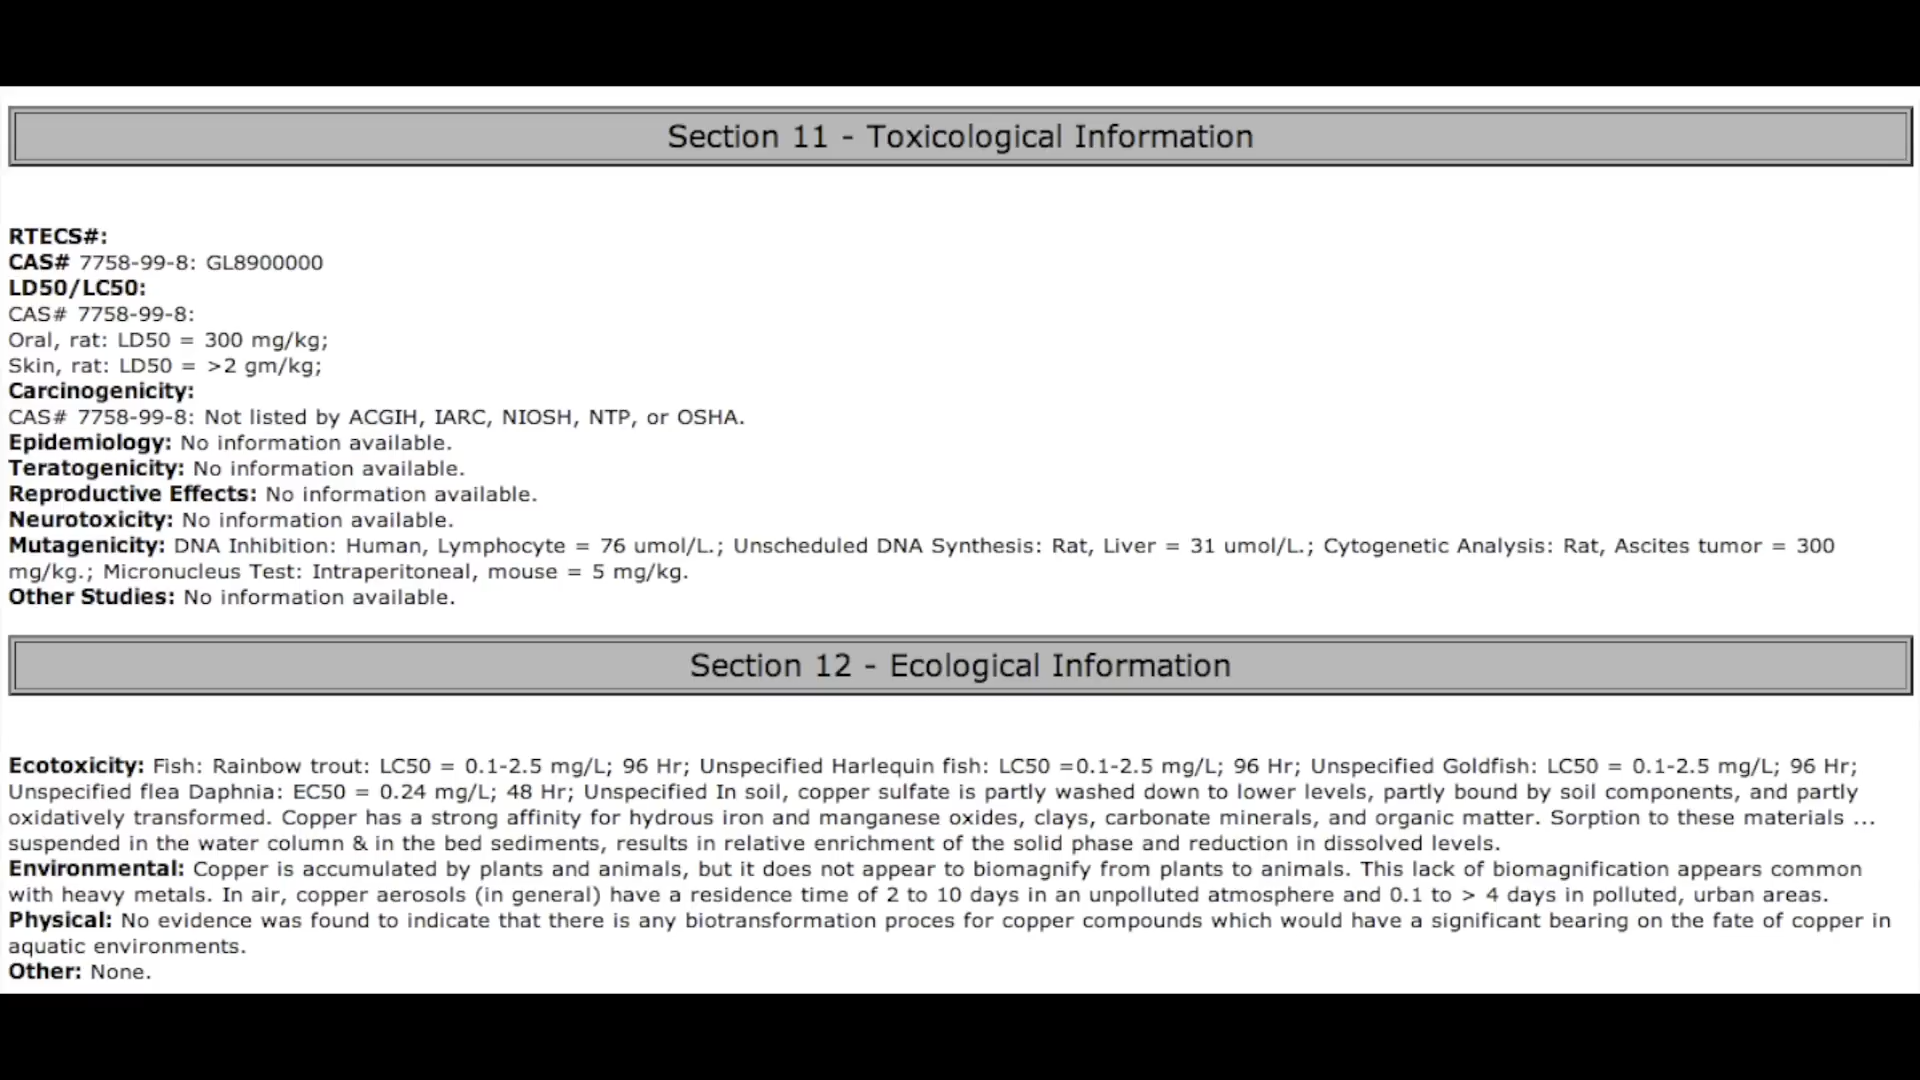 Section 11 - Toxicological Information
RTECS#:
CAS# 7758-99-8: GL8900000
LD50/LC50:
CAS# 7758-99-8:
Oral, rat: LD50 = 300 mg/kg;
Skin, rat: LD50 = >2 gm/kg;
Carcinogenicity:
CAS# 7758-99-8: Not listed by ACGIH, IARC, NIOSH, NTP, or OSHA.
Epidemiology: No information available.
Teratogenicity: No information available.
Reproductive Effects: No information available.
Neurotoxicity: No information available.
Mutagenicity: DNA Inhibition: Human, Lymphocyte = 76 umol/L.; Unscheduled DNA Synthesis: Rat, Liver = 31 umol/L.; Cytogenetic Analysis: Rat, Ascites tumor = 300
mg/kg.; Micronucleus Test: Intraperitoneal, mouse = 5 mg/kg.
Other Studies: No information available.
Section 12 - Ecological Information
Ecotoxicity: Fish: Rainbow trout: LC50 = 0.1-2.5 mg/L; 96 Hr; Unspecified Harlequin fish: LC50 =0.1-2.5 mg/L; 96 Hr; Unspecified Goldfish: LC50 = 0.1-2.5 mg/L; 96 Hr;
Unspecified flea Daphnia: EC50 = 0.24 mg/L; 48 Hr; Unspecified In soil, copper sulfate is partly washed down to lower levels, partly bound by soil components, and partly
oxidatively transformed. Copper has a strong affinity for hydrous iron and manganese oxides, clays, carbonate minerals, and organic matter. Sorption to these materials ...
suspended in the water column & in the bed sediments, results in relative enrichment of the solid phase and reduction in dissolved levels.
Environmental: Copper is accumulated by plants and animals, but it does not appear to biomagnify from plants to animals. This lack of biomagnification appears common
with heavy metals. In air, copper aerosols (in general) have a residence time of 2 to 10 days in an unpolluted atmosphere and 0.1 to > 4 days in polluted, urban areas.
Physical: No evidence was found to indicate that there is any biotransformation proces for copper compounds which would have a significant bearing on the fate of copper in
aquatic environments.
Other: None.